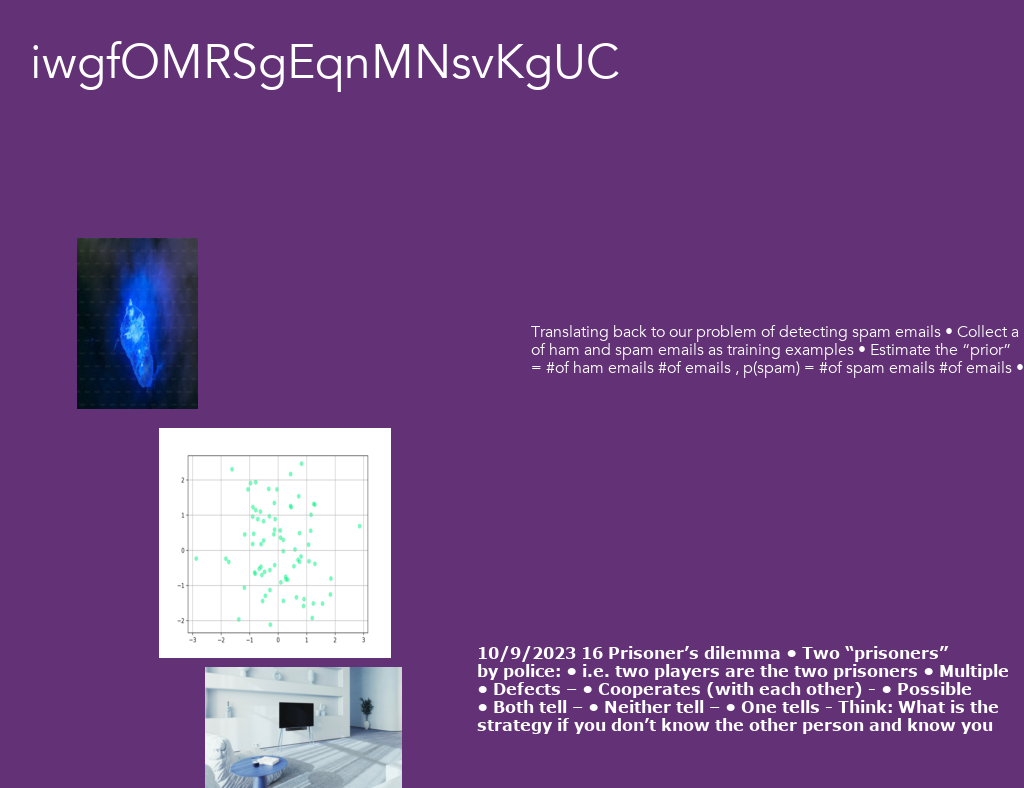 iwgfOMRSgEqnMNsvKgUC
Translating back to our problem of detecting spam emails • Collect a
of ham and spam emails as training examples • Estimate the “prior”
= #of ham emails #of emails , p(spam) = #of spam emails #of emails •
2
1
0
−1
−2
−3 −2 −1 0 1 2 3
10/9/2023 16 Prisoner’s dilemma • Two “prisoners”
by police: • i.e. two players are the two prisoners • Multiple
• Defects – • Cooperates (with each other) - • Possible
• Both tell – • Neither tell – • One tells - Think: What is the
strategy if you don’t know the other person and know you